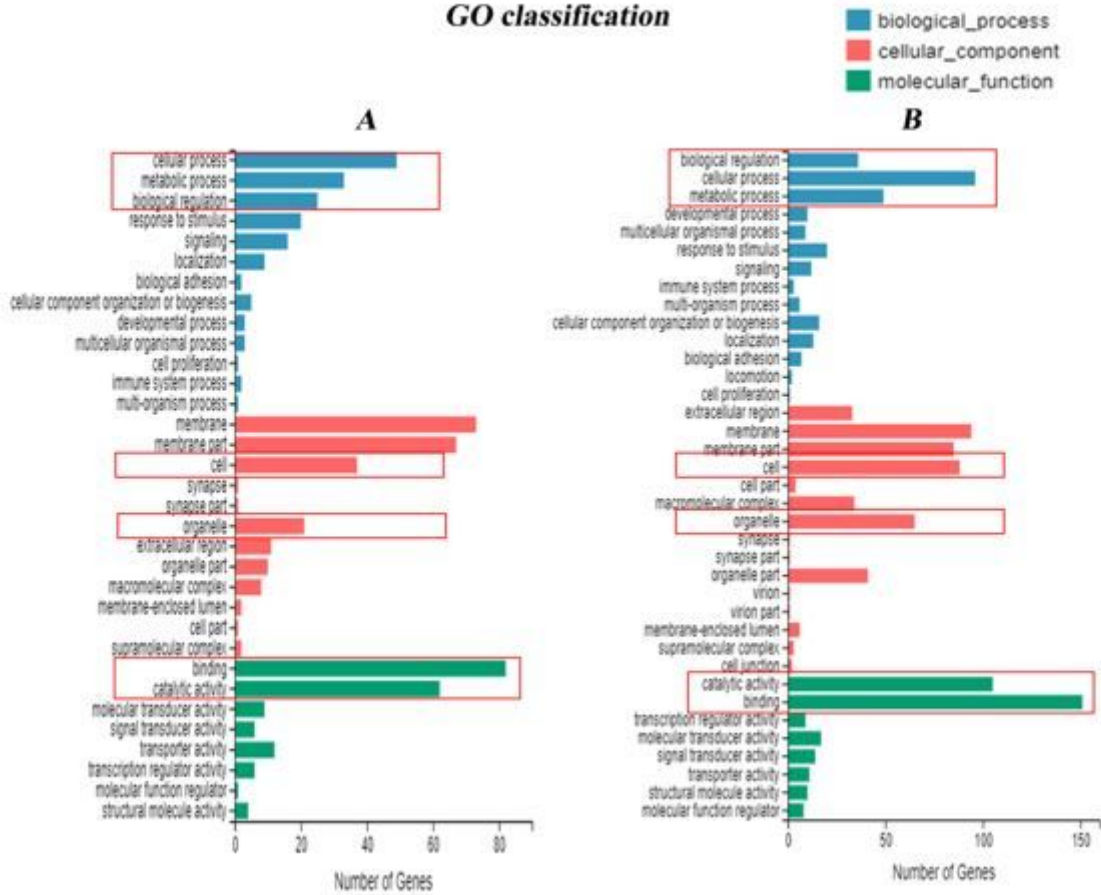 GO classification
biological_process
cellular_component
molecular_function
A
cellular process
metabolic process
biological regulation
response to stimulus
signaling
localization
biological adhesion
cellular component organization or biogenesis
developmental process
multicellular organismal process
cell proliferation
immune system process
multi-organism process
membrane
membrane part
cell
synapse
synapse part
organelle
extracellular region
organelle part
macromolecular complex
membrane-enclosed lumen
cell part
supramolecular complex
binding
catalytic activity
molecular transducer activity
signal transducer activity
transporter activity
transcription regulator activity
molecular function regulator
structural molecule activity
0 20 40 60 80
Number of Genes
B
biological regulation
cellular process
metabolic process
developmental process
multicellular organismal process
response to stimulus
signaling
immune system process
multi-organism process
cellular component organization or biogenesis
localization
biological adhesion
locomotion
cell proliferation
extracellular region
membrane
membrane part
cell
cell part
macromolecular complex
organelle
synapse
synapse part
organelle part
virion
virion part
membrane-enclosed lumen
supramolecular complex
cell junction
catalytic activity
binding
transcription regulator activity
molecular transducer activity
signal transducer activity
transporter activity
structural molecule activity
molecular function regulator
0 50 100 150
Number of Genes